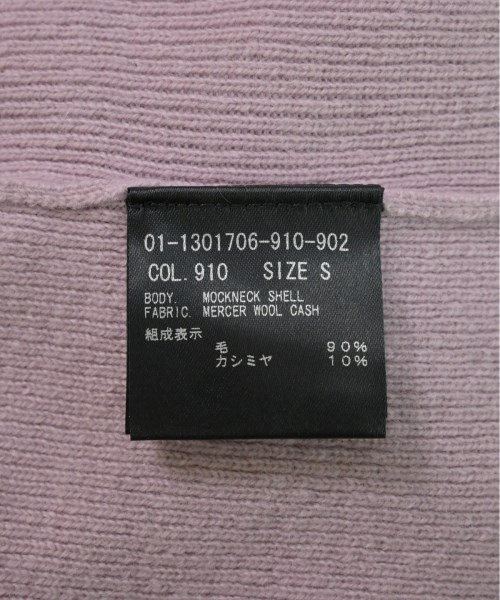 01-1301706-910-902
COL. 910 SIZE S
BODY. MOCKNECK SHELL
FABRIC. MERCER WOOL CASH
組成表示
毛 90%
カシミヤ 10%